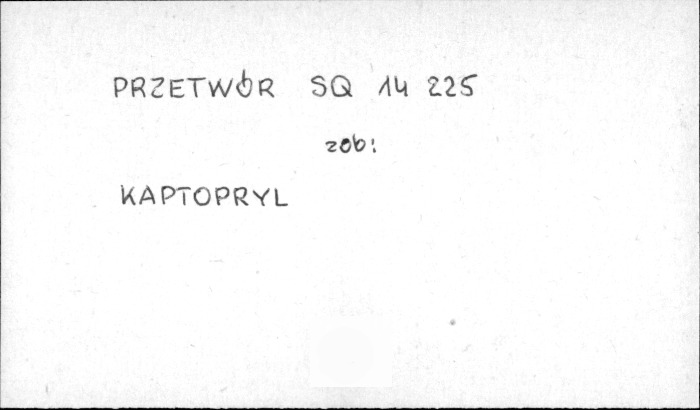 PRZETWÓR SQ 14 225
zob:
KAPTOPRYL